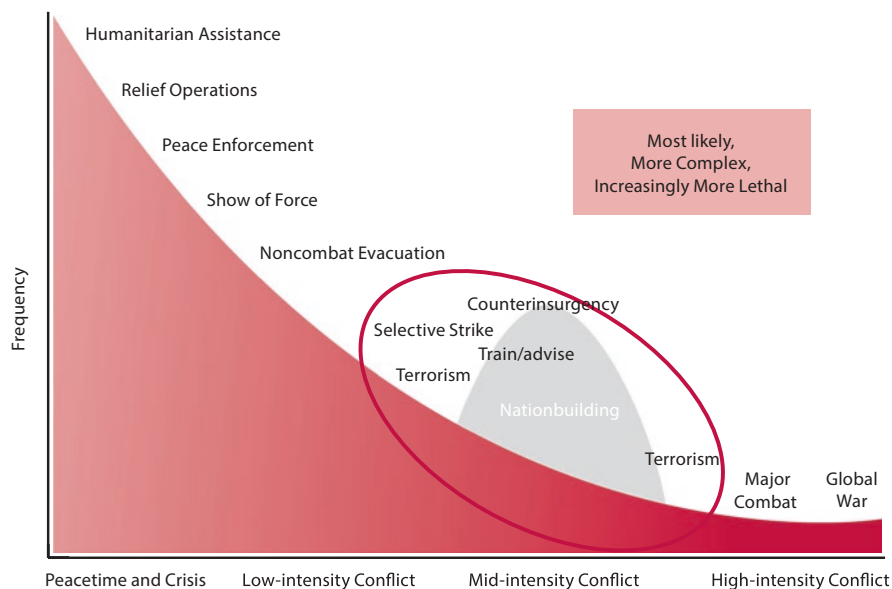 Humanitarian Assistance
Relief Operations
Peace Enforcement
Show of Force
Noncombat Evacuation
Most likely,
More Complex,
Increasingly More Lethal
Frequency
Counterinsurgency
Selective Strike
Train/advise
Terrorism
Nationbuilding
Terrorism
Major
Combat
Global
War
Peacetime and Crisis
Low-intensity Conflict
Mid-intensity Conflict
High-intensity Conflict